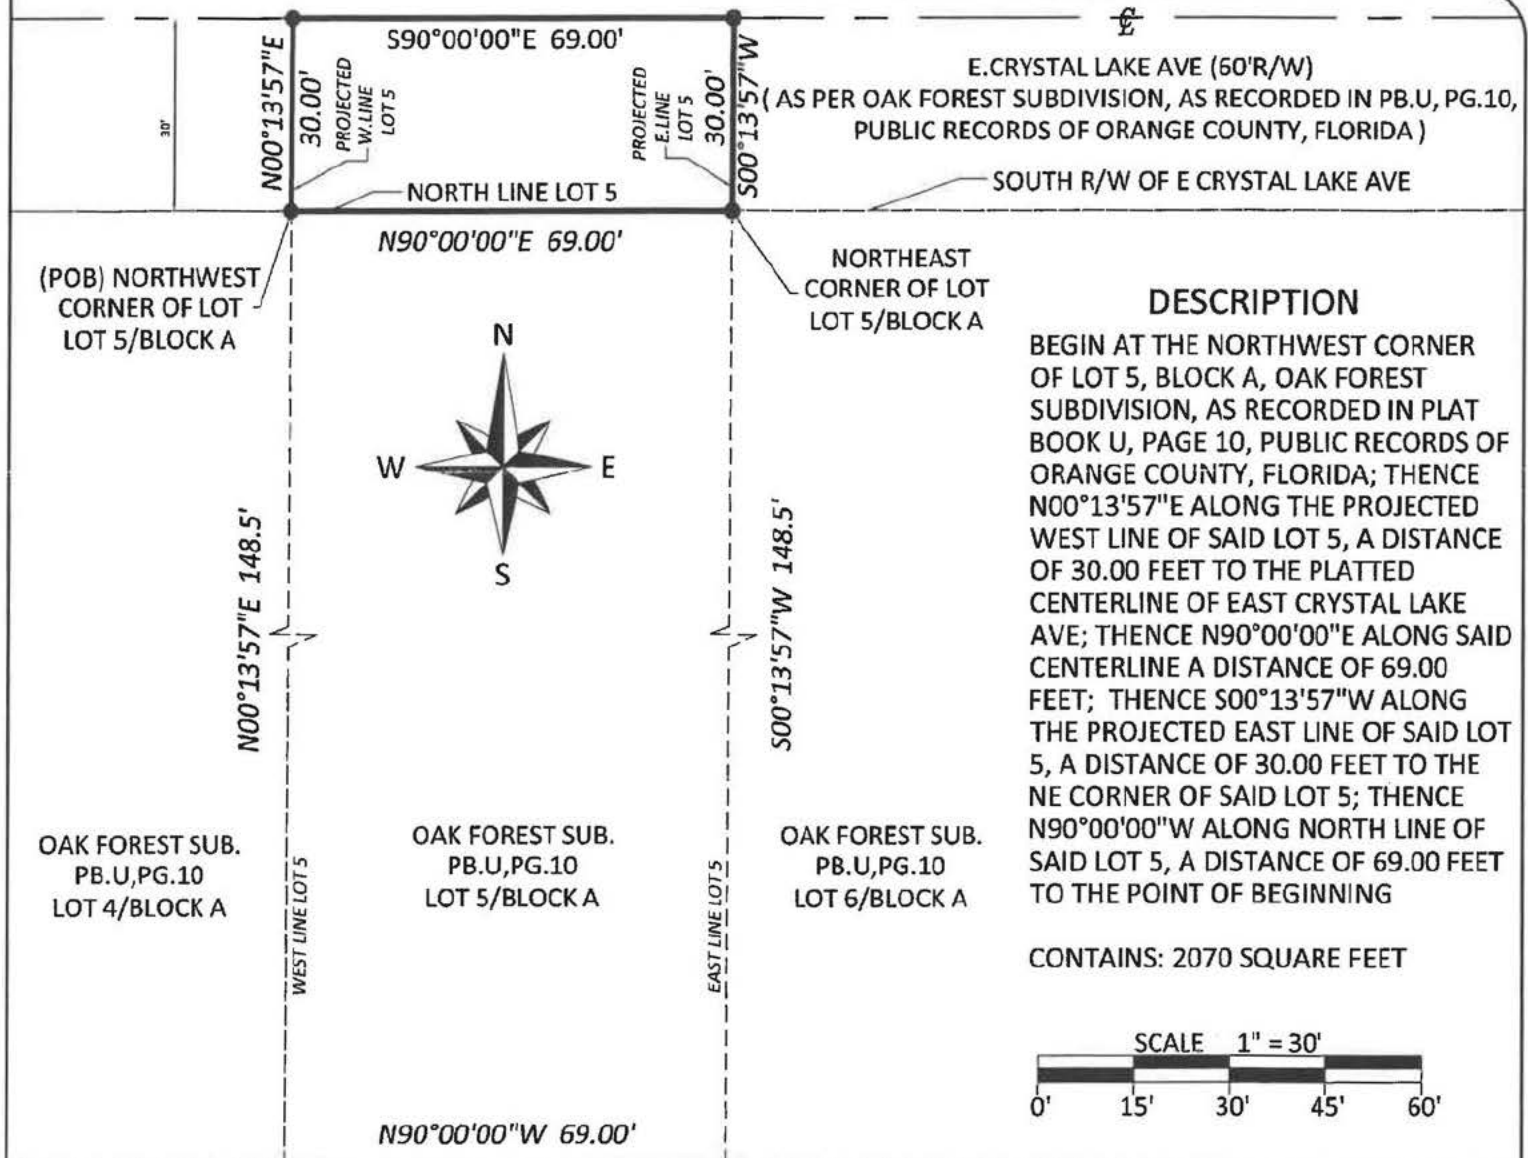 S90°00'00"E 69.00'
℄
N00°13'57"E
30.00'
PROJECTED
W.LINE
LOT 5
30'
PROJECTED
E.LINE
LOT 5
30.00'
S00°13'57"W
E.CRYSTAL LAKE AVE (60'R/W)
( AS PER OAK FOREST SUBDIVISION, AS RECORDED IN PB.U, PG.10,
PUBLIC RECORDS OF ORANGE COUNTY, FLORIDA )
NORTH LINE LOT 5
SOUTH R/W OF E CRYSTAL LAKE AVE
N90°00'00"E 69.00'
(POB) NORTHWEST
CORNER OF LOT
LOT 5/BLOCK A
NORTHEAST
CORNER OF LOT
LOT 5/BLOCK A
N
W
E
S
N00°13'57"E 148.5'
S00°13'57"W 148.5'
DESCRIPTION
BEGIN AT THE NORTHWEST CORNER
OF LOT 5, BLOCK A, OAK FOREST
SUBDIVISION, AS RECORDED IN PLAT
BOOK U, PAGE 10, PUBLIC RECORDS OF
ORANGE COUNTY, FLORIDA; THENCE
N00°13'57"E ALONG THE PROJECTED
WEST LINE OF SAID LOT 5, A DISTANCE
OF 30.00 FEET TO THE PLATTED
CENTERLINE OF EAST CRYSTAL LAKE
AVE; THENCE N90°00'00"E ALONG SAID
CENTERLINE A DISTANCE OF 69.00
FEET; THENCE S00°13'57"W ALONG
THE PROJECTED EAST LINE OF SAID LOT
5, A DISTANCE OF 30.00 FEET TO THE
NE CORNER OF SAID LOT 5; THENCE
N90°00'00"W ALONG NORTH LINE OF
SAID LOT 5, A DISTANCE OF 69.00 FEET
TO THE POINT OF BEGINNING
CONTAINS: 2070 SQUARE FEET
OAK FOREST SUB.
PB.U,PG.10
LOT 4/BLOCK A
WEST LINE LOT 5
OAK FOREST SUB.
PB.U,PG.10
LOT 5/BLOCK A
EAST LINE LOT 5
OAK FOREST SUB.
PB.U,PG.10
LOT 6/BLOCK A
SCALE 1" = 30'
0' 15' 30' 45' 60'
N90°00'00"W 69.00'